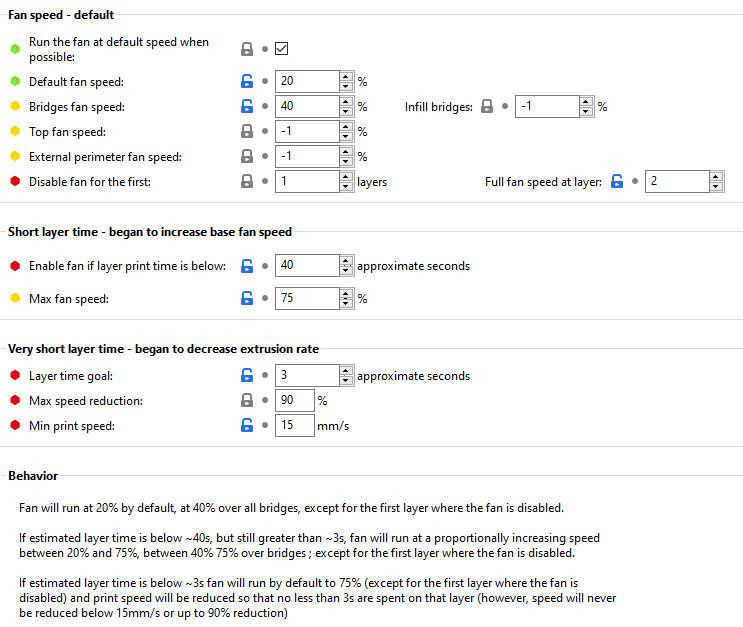 Fan speed - default
Run the fan at default speed when
possible:
Default fan speed: 20 %
Bridges fan speed: 40 % Infill bridges: -1 %
Top fan speed: -1 %
External perimeter fan speed: -1 %
Disable fan for the first: 1 layers Full fan speed at layer: 2
Short layer time - began to increase base fan speed
Enable fan if layer print time is below: 40 approximate seconds
Max fan speed: 75 %
Very short layer time - began to decrease extrusion rate
Layer time goal: 3 approximate seconds
Max speed reduction: 90 %
Min print speed: 15 mm/s
Behavior
Fan will run at 20% by default, at 40% over all bridges, except for the first layer where the fan is disabled.
If estimated layer time is below ~40s, but still greater than ~3s, fan will run at a proportionally increasing speed
between 20% and 75%, between 40% 75% over bridges ; except for the first layer where the fan is disabled.
If estimated layer time is below ~3s fan will run by default to 75% (except for the first layer where the fan is
disabled) and print speed will be reduced so that no less than 3s are spent on that layer (however, speed will never
be reduced below 15mm/s or up to 90% reduction)